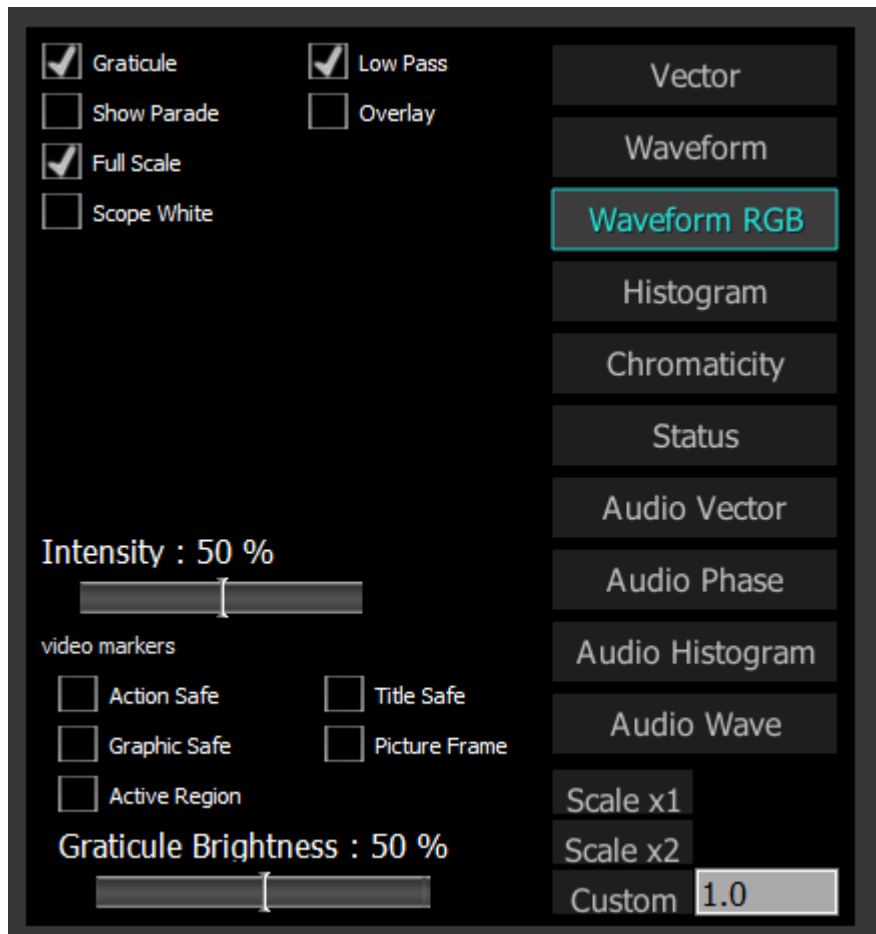 Graticule
Low Pass
Show Parade
Overlay
Full Scale
Scope White
Intensity : 50 %
video markers
Action Safe
Title Safe
Graphic Safe
Picture Frame
Active Region
Graticule Brightness : 50 %
Vector
Waveform
Waveform RGB
Histogram
Chromaticity
Status
Audio Vector
Audio Phase
Audio Histogram
Audio Wave
Scale x1
Scale x2
Custom 1.0